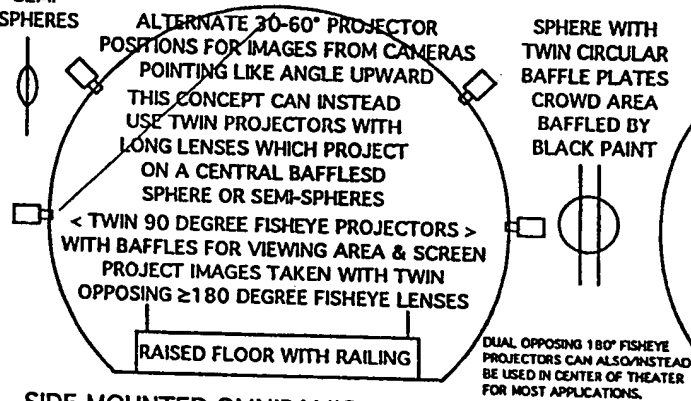 SPHERES
ALTERNATE 30-60° PROJECTOR
POSITIONS FOR IMAGES FROM CAMERAS
POINTING LIKE ANGLE UPWARD
THIS CONCEPT CAN INSTEAD
USE TWIN PROJECTORS WITH
LONG LENSES WHICH PROJECT
ON A CENTRAL BAFFLESD
SPHERE OR SEMI-SPHERES
< TWIN 90 DEGREE FISHEYE PROJECTORS >
WITH BAFFLES FOR VIEWING AREA & SCREEN
PROJECT IMAGES TAKEN WITH TWIN
OPPOSING ≥180 DEGREE FISHEYE LENSES
RAISED FLOOR WITH RAILING
SPHERE WITH
TWIN CIRCULAR
BAFFLE PLATES
CROWD AREA
BAFFLED BY
BLACK PAINT
DUAL OPPOSING 180° FISHEYE
PROJECTORS CAN ALSO/INSTEAD
BE USED IN CENTER OF THEATER
FOR MOST APPLICATIONS.